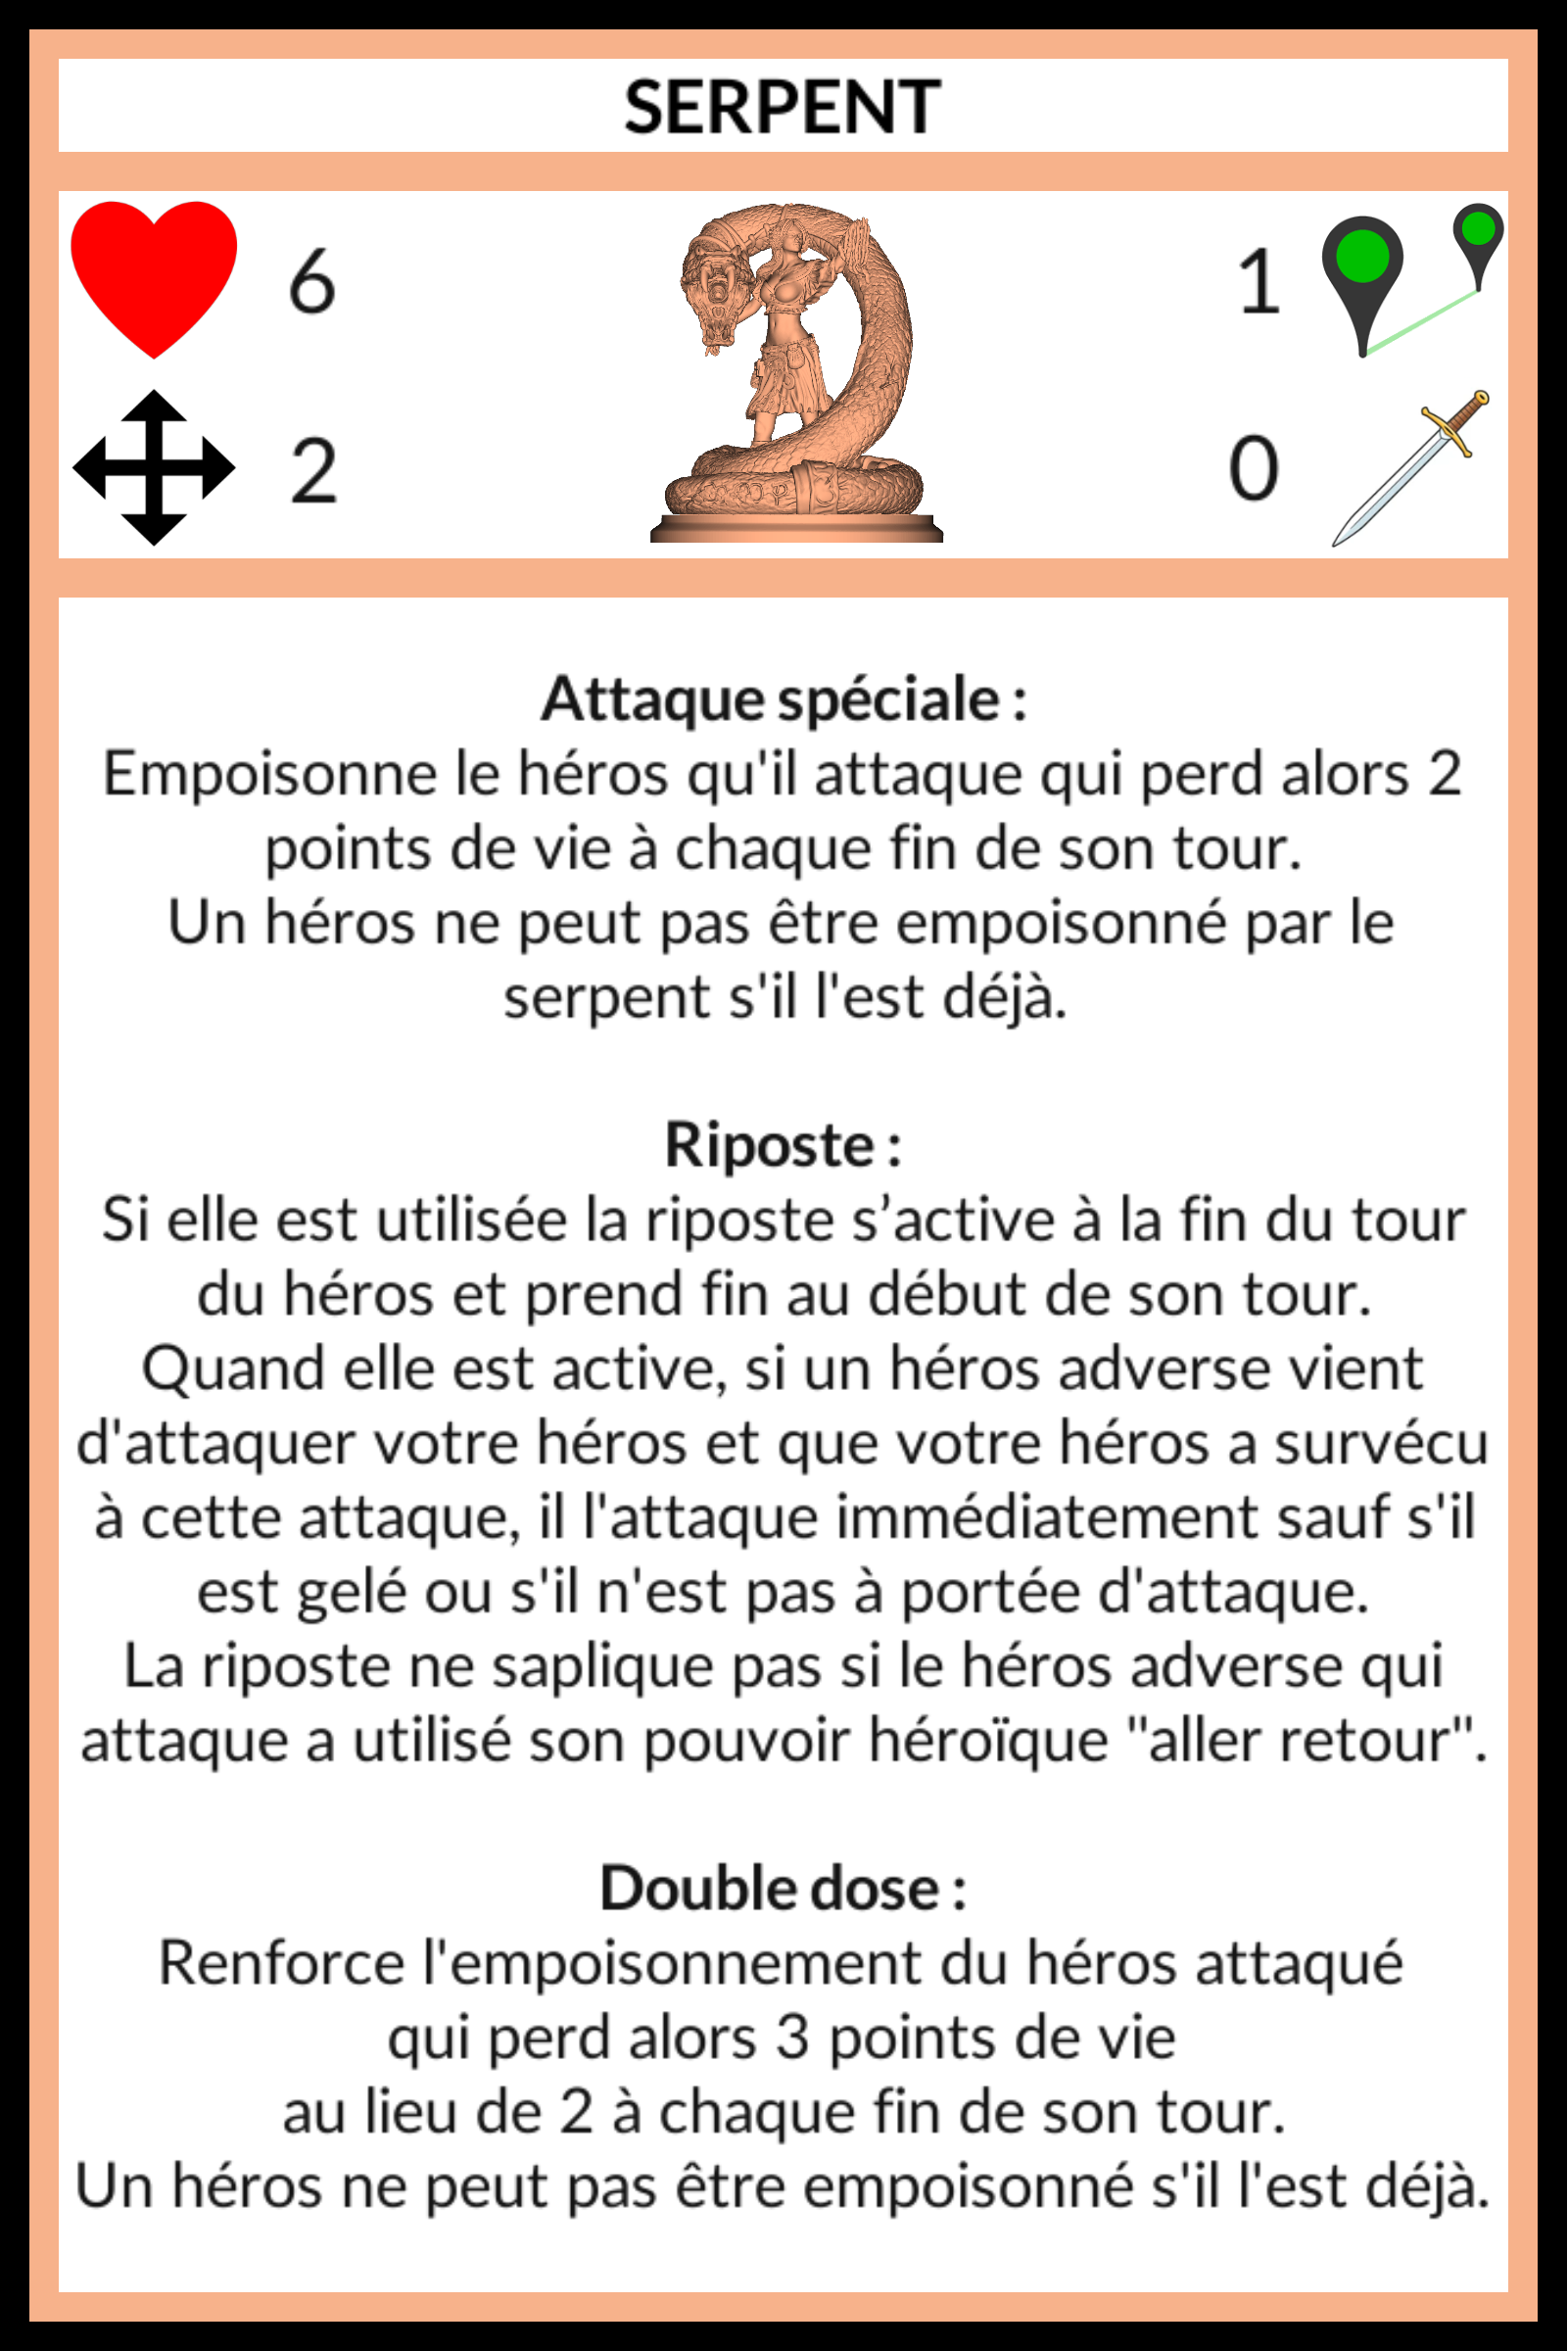 SERPENT
6
1
2
0
Attaque spéciale :
Empoisonne le héros qu'il attaque qui perd alors 2
points de vie à chaque fin de son tour.
Un héros ne peut pas être empoisonné par le
serpent s'il l'est déjà.
Riposte :
Si elle est utilisée la riposte s’active à la fin du tour
du héros et prend fin au début de son tour.
Quand elle est active, si un héros adverse vient
d'attaquer votre héros et que votre héros a survécu
à cette attaque, il l'attaque immédiatement sauf s'il
est gelé ou s'il n'est pas à portée d'attaque.
La riposte ne saplique pas si le héros adverse qui
attaque a utilisé son pouvoir héroïque "aller retour".
Double dose :
Renforce l'empoisonnement du héros attaqué
qui perd alors 3 points de vie
au lieu de 2 à chaque fin de son tour.
Un héros ne peut pas être empoisonné s'il l'est déjà.